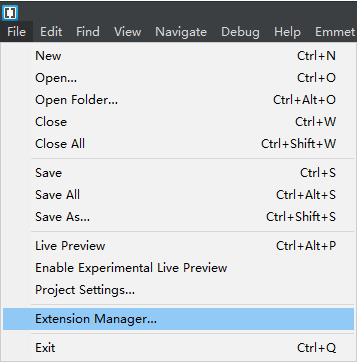 File Edit Find View Navigate Debug Help Emmet
New Ctrl+N
Open... Ctrl+O
Open Folder... Ctrl+Alt+O
Close Ctrl+W
Close All Ctrl+Shift+W
Save Ctrl+S
Save All Ctrl+Alt+S
Save As... Ctrl+Shift+S
Live Preview Ctrl+Alt+P
Enable Experimental Live Preview
Project Settings...
Extension Manager...
Exit Ctrl+Q